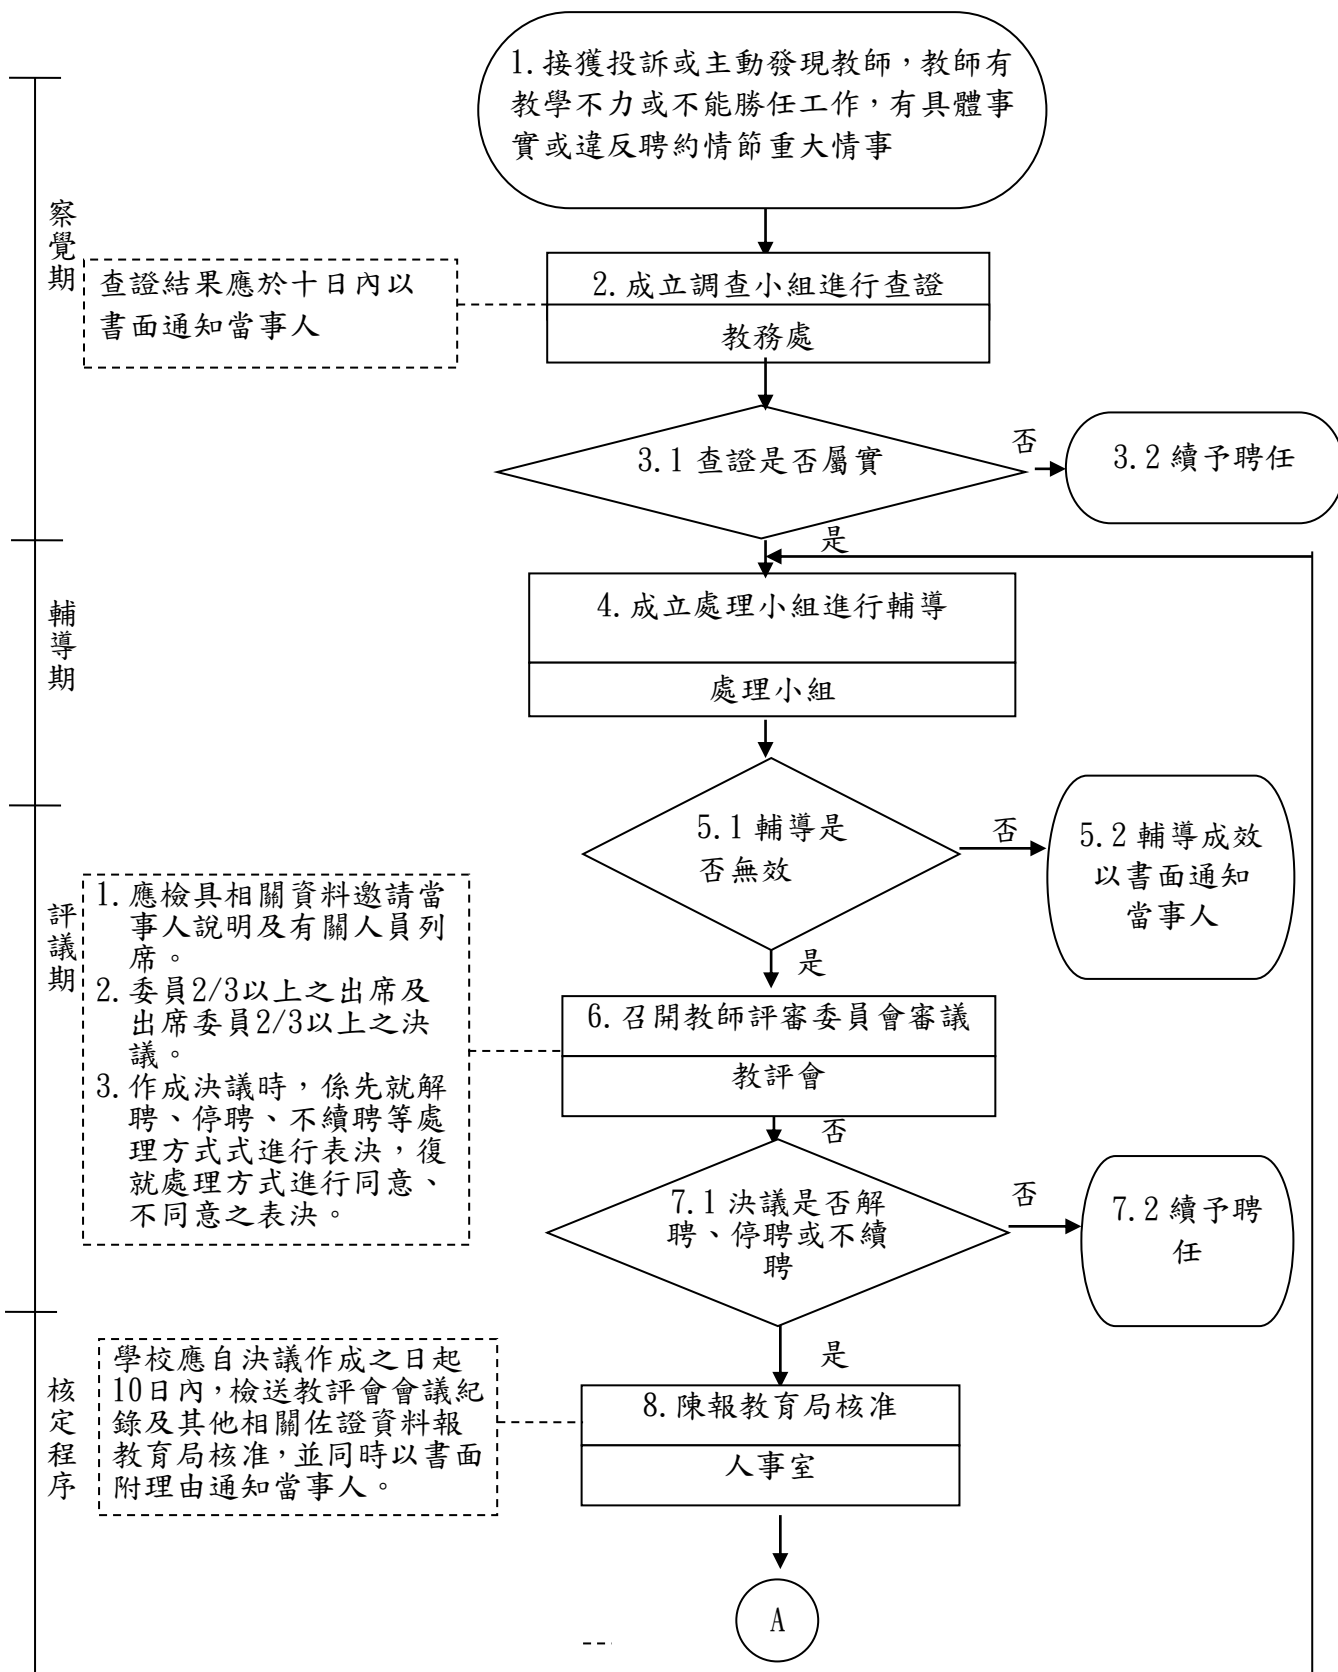 1.接獲投訴或主動發現教師，教師有
教學不力或不能勝任工作，有具體事
實或違反聘約情節重大情事
察覺期
查證結果應於十日內以
書面通知當事人
2.成立調查小組進行查證
教務處
3.1 查證是否屬實
否
3.2 續予聘任
是
輔導期
4.成立處理小組進行輔導
處理小組
5.1 輔導是
否無效
否
5.2 輔導成效
以書面通知
當事人
是
評議期
1.應檢具相關資料邀請當
事人說明及有關人員列
席。
2.委員2/3以上之出席及
出席委員2/3以上之決
議。
3.作成決議時，係先就解
聘、停聘、不續聘等處
理方式式進行表決，復
就處理方式進行同意、
不同意之表決。
6.召開教師評審委員會審議
教評會
否
7.1 決議是否解
聘、停聘或不續
聘
否
7.2 續予聘
任
是
核定程序
學校應自決議作成之日起
10日內，檢送教評會會議紀
錄及其他相關佐證資料報
教育局核准，並同時以書面
附理由通知當事人。
8.陳報教育局核准
人事室
A